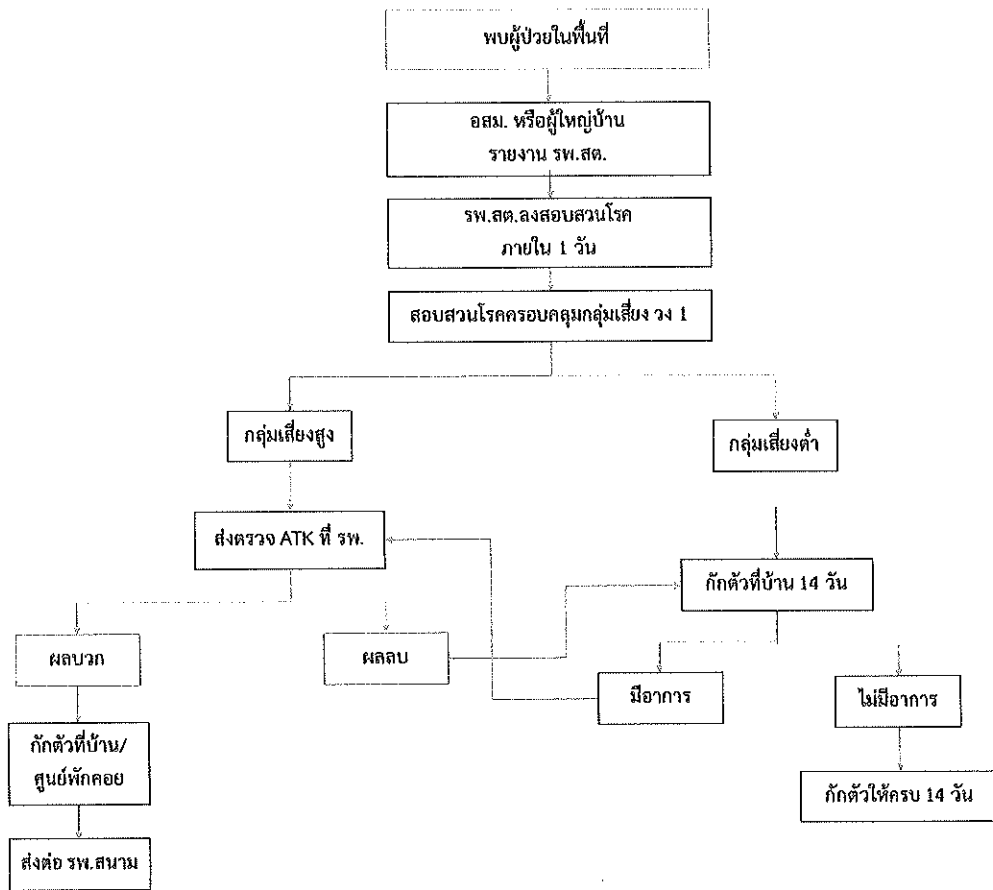 พบผู้ป่วยในพื้นที่
อสม. หรือผู้ใหญ่บ้าน
รายงาน รพ.สต.
รพ.สต.ลงสอบสวนโรค
ภายใน 1 วัน
สอบสวนโรคครอบคลุมกลุ่มเสี่ยง วง 1
กลุ่มเสี่ยงสูง
กลุ่มเสี่ยงต่ำ
ส่งตรวจ ATK ที่ รพ.
กักตัวที่บ้าน 14 วัน
ผลบวก
ผลลบ
มีอาการ
ไม่มีอาการ
กักตัวที่บ้าน/
ศูนย์พักคอย
กักตัวให้ครบ 14 วัน
ส่งต่อ รพ.สนาม